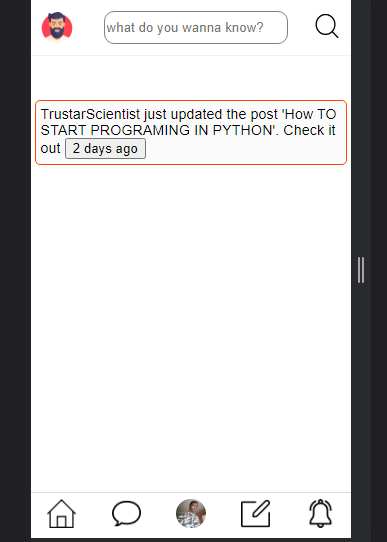 what do you wanna know?
TrustarScientist just updated the post 'How TO
START PROGRAMING IN PYTHON'. Check it
out 2 days ago